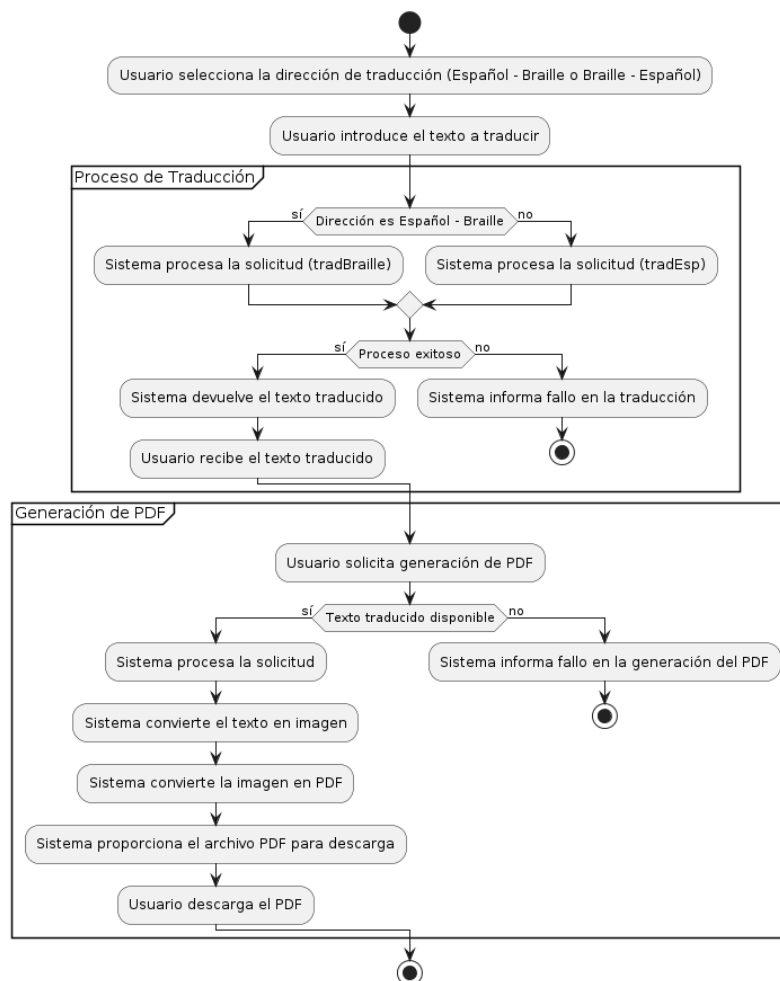 Usuario selecciona la dirección de traducción (Español - Braille o Braille - Español)
Usuario introduce el texto a traducir
Proceso de Traducción
sí
Dirección es Español - Braille
no
Sistema procesa la solicitud (tradBraille)
Sistema procesa la solicitud (tradEsp)
sí
Proceso exitoso
no
Sistema devuelve el texto traducido
Sistema informa fallo en la traducción
Usuario recibe el texto traducido
Generación de PDF
Usuario solicita generación de PDF
sí
Texto traducido disponible
no
Sistema procesa la solicitud
Sistema informa fallo en la generación del PDF
Sistema convierte el texto en imagen
Sistema convierte la imagen en PDF
Sistema proporciona el archivo PDF para descarga
Usuario descarga el PDF